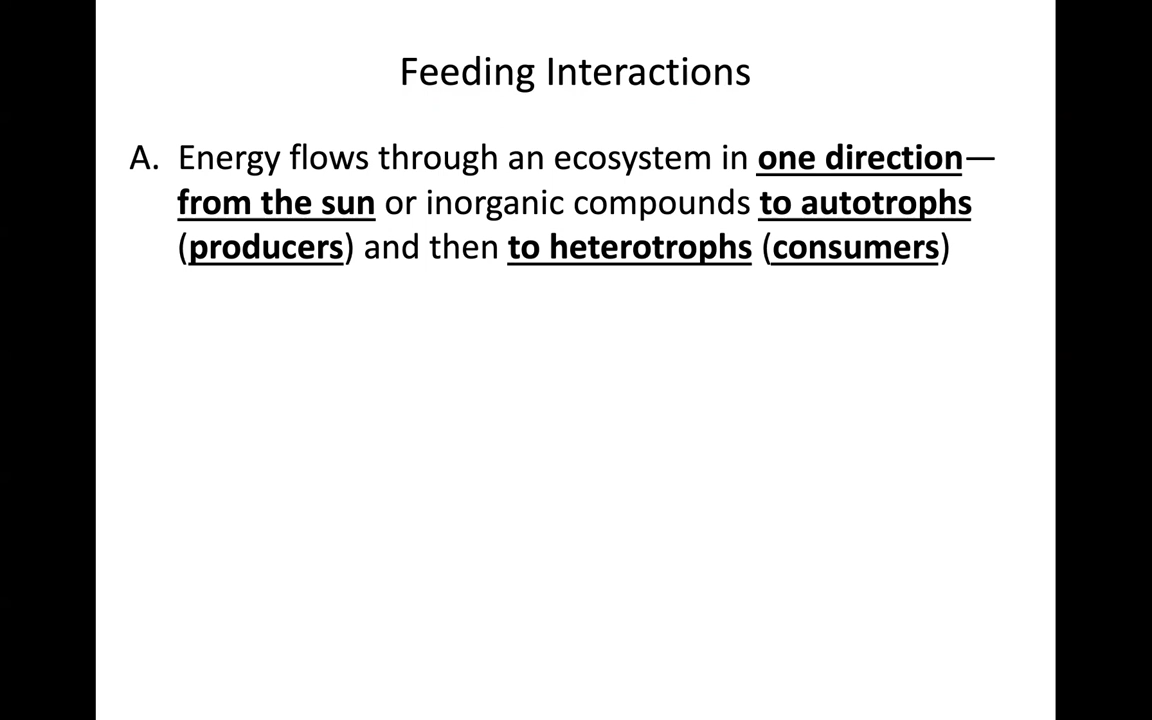 Feeding Interactions
A. Energy flows through an ecosystem in one direction—
from the sun or inorganic compounds to autotrophs
(producers) and then to heterotrophs (consumers)